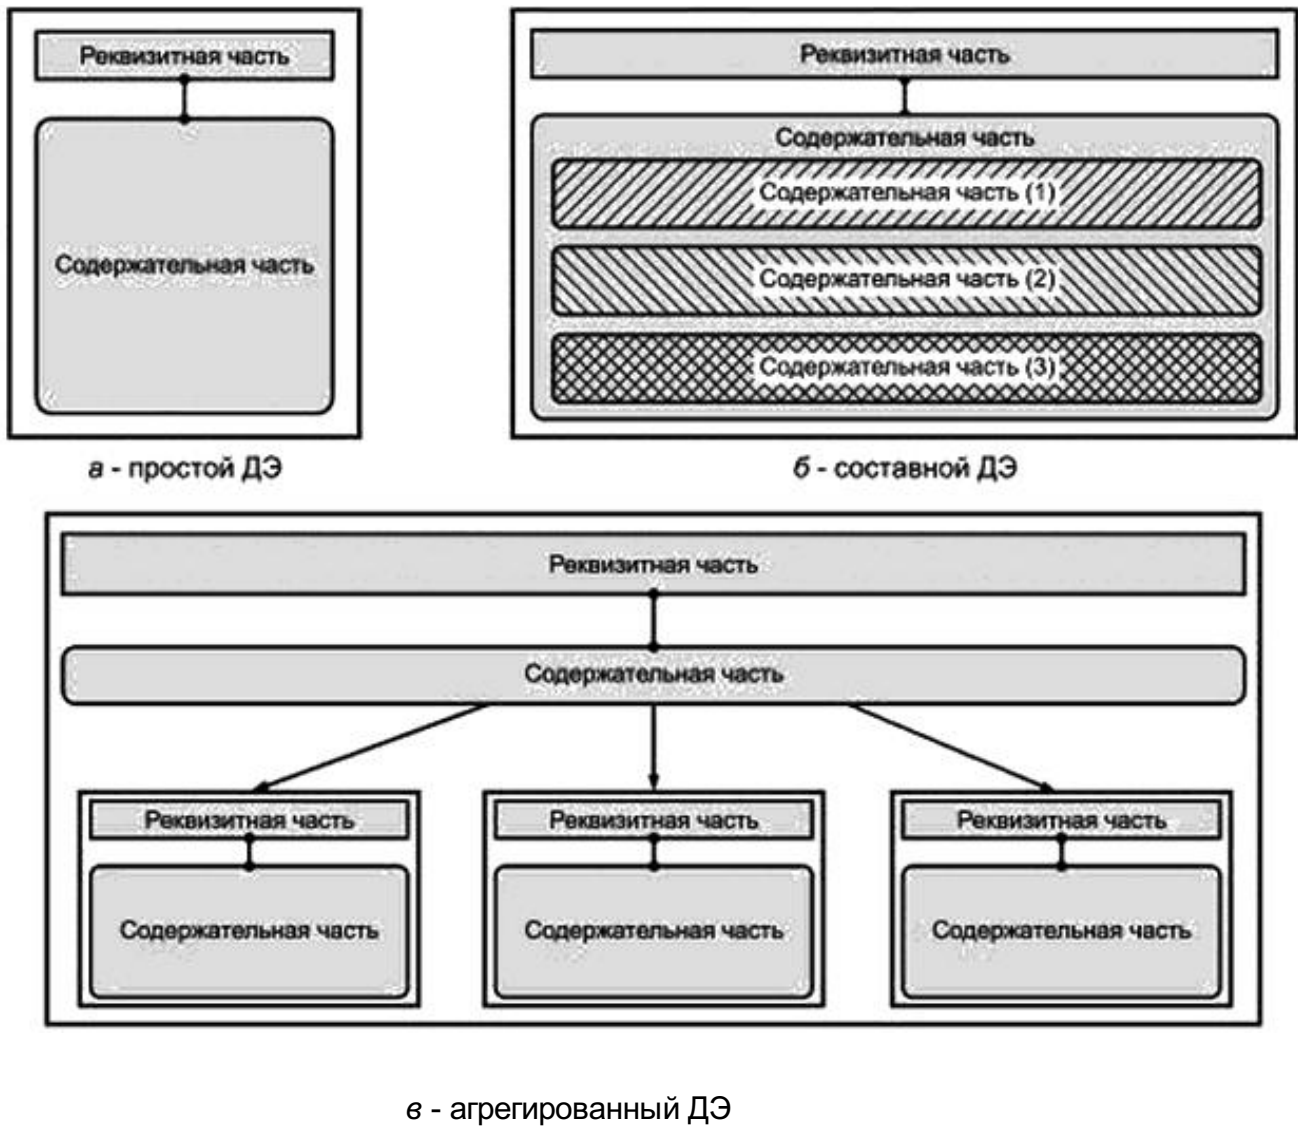 Реквизитная часть
Содержательная часть
а - простой ДЭ
Реквизитная часть
Содержательная часть
Содержательная часть (1)
Содержательная часть (2)
Содержательная часть (3)
б - составной ДЭ
Реквизитная часть
Содержательная часть
Реквизитная часть
Содержательная часть
Реквизитная часть
Содержательная часть
Реквизитная часть
Содержательная часть
в - агрегированный ДЭ